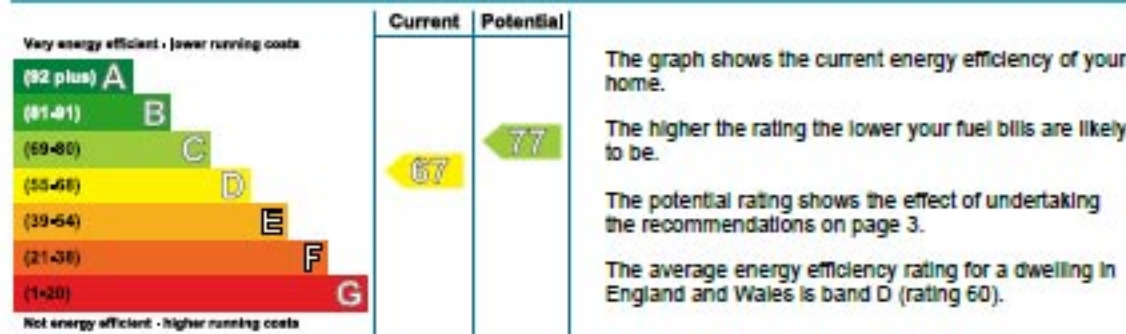 Current Potential
Very energy efficient - lower running costs
(92 plus) A
(81-91) B
(69-80) C
(55-68) D
(39-54) E
(21-38) F
(1-20) G
Not energy efficient - higher running costs
67
77
The graph shows the current energy efficiency of your
home.
The higher the rating the lower your fuel bills are likely
to be.
The potential rating shows the effect of undertaking
the recommendations on page 3.
The average energy efficiency rating for a dwelling in
England and Wales is band D (rating 60).